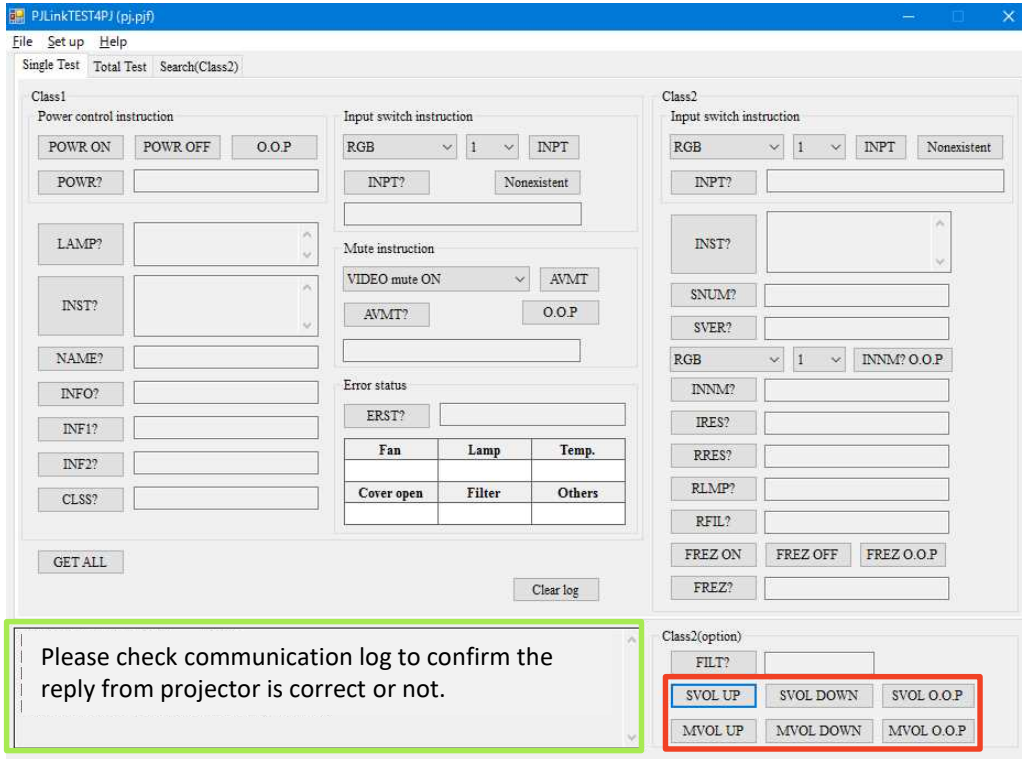 PJLinkTEST4PJ (pj.pjf)
File Set up Help
Single Test Total Test Search(Class2)
Class1
Power control instruction
POWR ON POWR OFF O.O.P
POWR?
LAMP?
INST?
NAME?
INFO?
INF1?
INF2?
CLSS?
GET ALL
Input switch instruction
RGB 1 INPT
INPT? Nonexistent
Mute instruction
VIDEO mute ON AVMT
AVMT? O.O.P
Error status
ERST?
Fan Lamp Temp.
Cover open Filter Others
Clear log
Class2
Input switch instruction
RGB 1 INPT Nonexistent
INPT?
INST?
SNUM?
SVER?
RGB 1 INNM? O.O.P
INNM?
IRES?
RRES?
RLMP?
RFIL?
FREZ ON FREZ OFF FREZ O.O.P
FREZ?
Please check communication log to confirm the
reply from projector is correct or not.
Class2(option)
FILT?
SVOL UP SVOL DOWN SVOL O.O.P
MVOL UP MVOL DOWN MVOL O.O.P